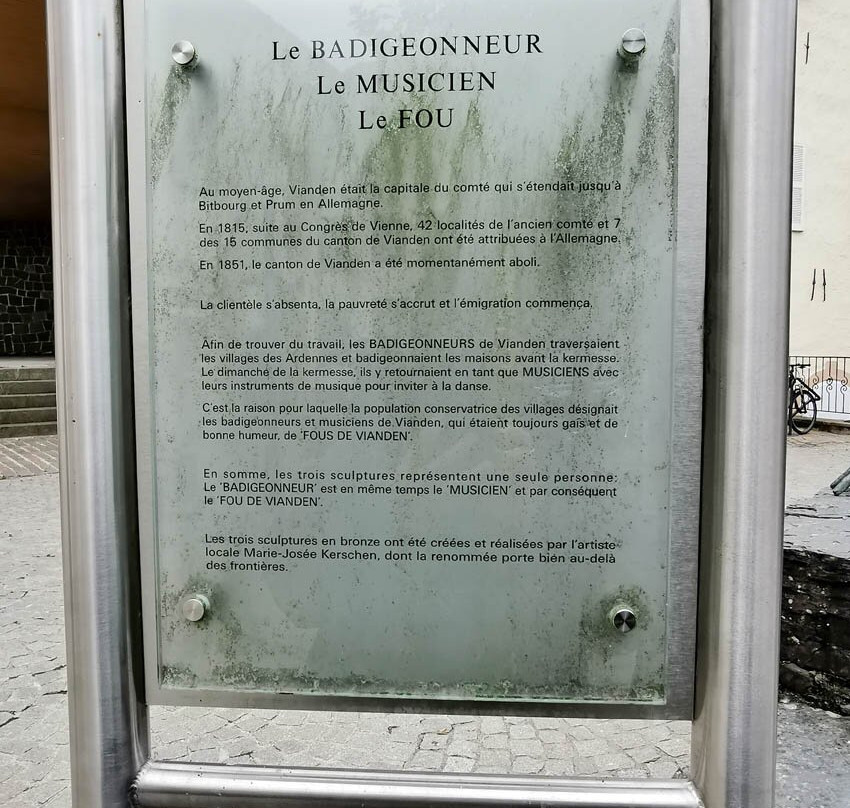 Le BADIGEONNEUR
Le MUSICIEN
Le FOU
Au moyen-âge, Vianden était la capitale du comté qui s'étendait jusqu'à
Bitbourg et Prum en Allemagne.
En 1815, suite au Congrès de Vienne, 42 localités de l'ancien comté et 7
des 15 communes du canton de Vianden ont été attribuées à l'Allemagne.
En 1851, le canton de Vianden a été momentanément aboli.
La clientèle s'absenta, la pauvreté s'accrut et l'émigration commença.
Afin de trouver du travail, les BADIGEONNEURS de Vianden traversaient
les villages des Ardennes et badigeonnaient les maisons avant la kermesse.
Le dimanche de la kermesse, ils y retournaient en tant que MUSICIENS avec
leurs instruments de musique pour inviter à la danse.
C'est la raison pour laquelle la population conservatrice des villages désignait
les badigeonneurs et musiciens de Vianden, qui étaient toujours gais et de
bonne humeur, de 'FOUS DE VIANDEN'.
En somme, les trois sculptures représentent une seule personne:
Le 'BADIGEONNEUR' est en même temps le 'MUSICIEN' et par conséquent
le 'FOU DE VIANDEN'.
Les trois sculptures en bronze ont été créées et réalisées par l'artiste
locale Marie-Josée Kerschen, dont la renommée porte bien au-delà
des frontières.